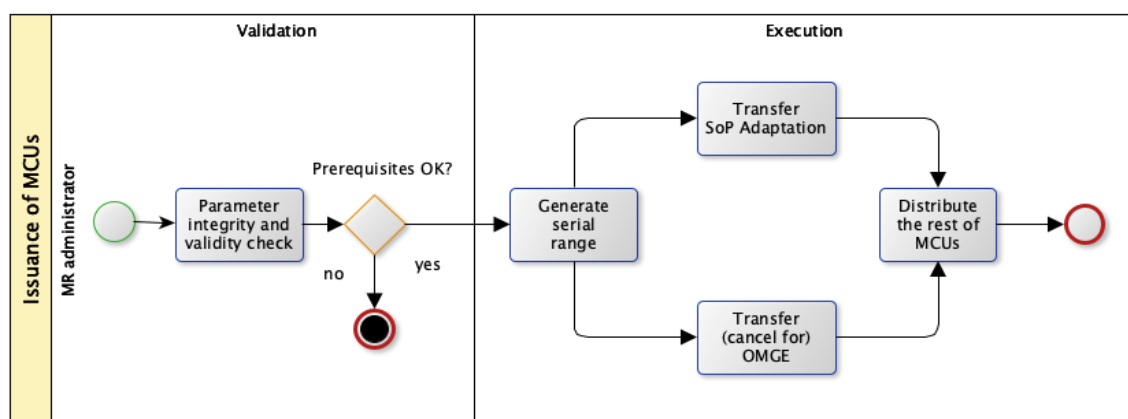 Issuance of MCUs
MR administrator
Validation
Execution
Parameter
integrity and
validity check
Prerequisites OK?
no
yes
Generate
serial
range
Transfer
SoP Adaptation
Transfer
(cancel for)
OMGE
Distribute
the rest of
MCUs